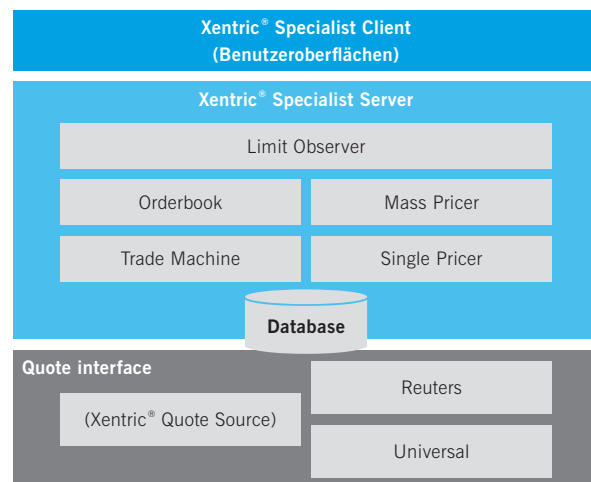 Xentric® Specialist Client
(Benutzeroberflächen)
Xentric® Specialist Server
Limit Observer
Orderbook
Mass Pricer
Trade Machine
Single Pricer
Database
Quote interface
Reuters
(Xentric® Quote Source)
Universal